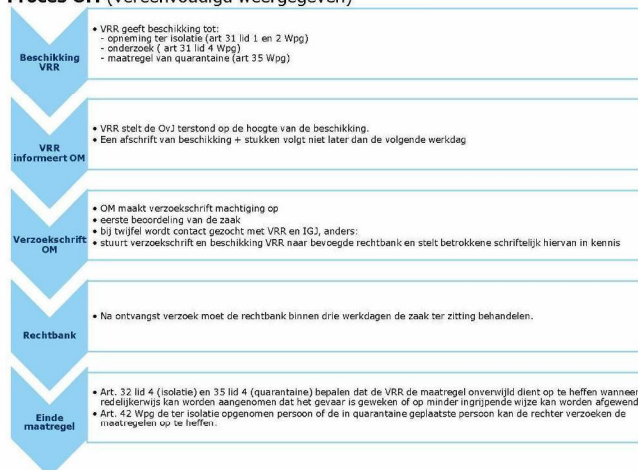 Proces OM (vereenvoudigd weergegeven)
Beschikking
VRR
• VRR geeft beschikking tot:
- opneming ter isolatie (art 31 lid 1 en 2 Wpg)
- onderzoek ( art 31 lid 4 Wpg)
- maatregel van quarantaine (art 35 Wpg)
VRR
informeert OM
• VRR stelt de OvJ terstond op de hoogte van de beschikking.
• Een afschrift van beschikking + stukken volgt niet later dan de volgende werkdag
Verzoekschrift
OM
• OM maakt verzoekschrift machtiging op
• eerste beoordeling van de zaak
• bij twijfel wordt contact gezocht met VRR en IGJ, anders:
• stuurt verzoekschrift en beschikking VRR naar bevoegde rechtbank en stelt betrokkene schriftelijk hiervan in kennis
Rechtbank
• Na ontvangst verzoek moet de rechtbank binnen drie werkdagen de zaak ter zitting behandelen.
Einde
maatregel
• Art. 32 lid 4 (isolatie) en 35 lid 4 (quarantaine) bepalen dat de VRR de maatregel onverwijld dient op te heffen wanneer
redelijkerwijs kan worden aangenomen dat het gevaar is geweken of op minder ingrijpende wijze kan worden afgewend
• Art. 42 Wpg de ter isolatie opgenomen persoon of de in quarantaine geplaatste persoon kan de rechter verzoeken de
maatregelen op te heffen.